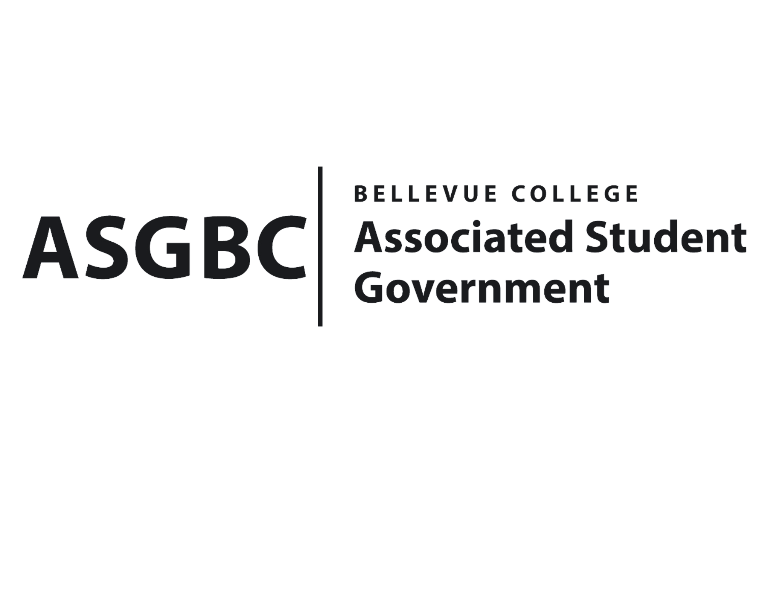 ASGBC
BELLEVUE COLLEGE
Associated Student
Government